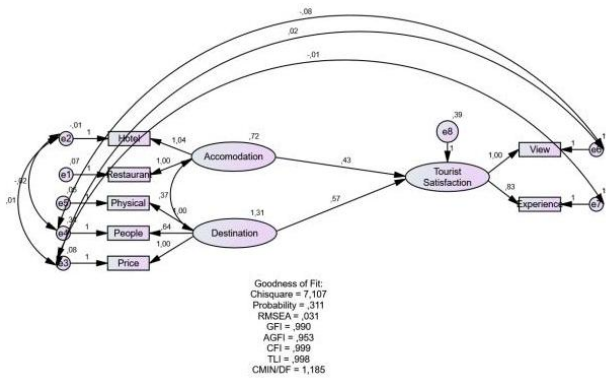 -,08
,02
-,01
-,01
e2
1
Hotel
,72
,39
e8
1
View
1
e6
1,04
,07
e1
1
Restaurant
1,00
Accomodation
,43
1,00
Tourist
Satisfaction
,01
e5
1
Physical
,37
1,00
,57
,83
Experience
1
e7
e4
1
People
,64
1,31
Destination
,08
e3
1
Price
1,00
Goodness of Fit:
Chisquare = 7,107
Probability = ,311
RMSEA = ,031
GFI = ,990
AGFI = ,953
CFI = ,999
TLI = ,998
CMIN/DF = 1,185